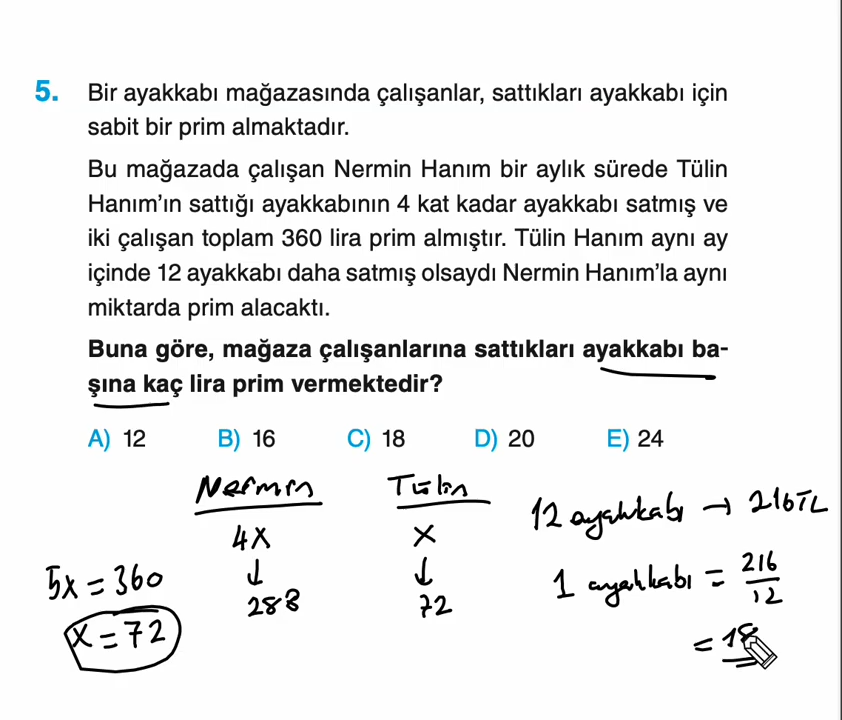 5. Bir ayakkabı mağazasında çalışanlar, sattıkları ayakkabı için
sabit bir prim almaktadır.
Bu mağazada çalışan Nermin Hanım bir aylık sürede Tülin
Hanım'ın sattığı ayakkabının 4 kat kadar ayakkabı satmış ve
iki çalışan toplam 360 lira prim almıştır. Tülin Hanım aynı ay
içinde 12 ayakkabı daha satmış olsaydı Nermin Hanım'la aynı
miktarda prim alacaktı.
Buna göre, mağaza çalışanlarına sattıkları ayakkabı ba-
şına kaç lira prim vermektedir?
A) 12 B) 16 C) 18 D) 20 E) 24
Nermin Tülin
4X X
↓ ↓
288 72
5x = 360
x = 72
12 ayakkabı → 216 TL
1 ayakkabı = 216/12
= 18